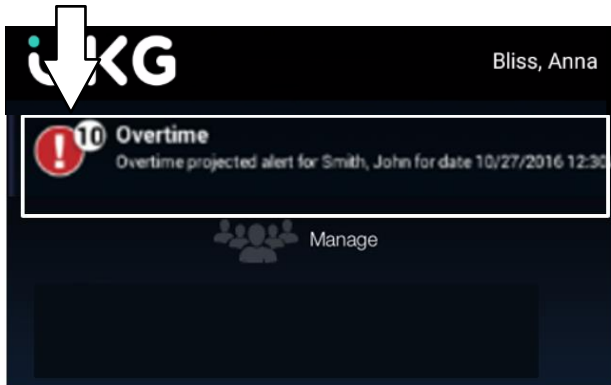 UKG
Bliss, Anna
10 Overtime
Overtime projected alert for Smith, John for date 10/27/2016 12:30
Manage